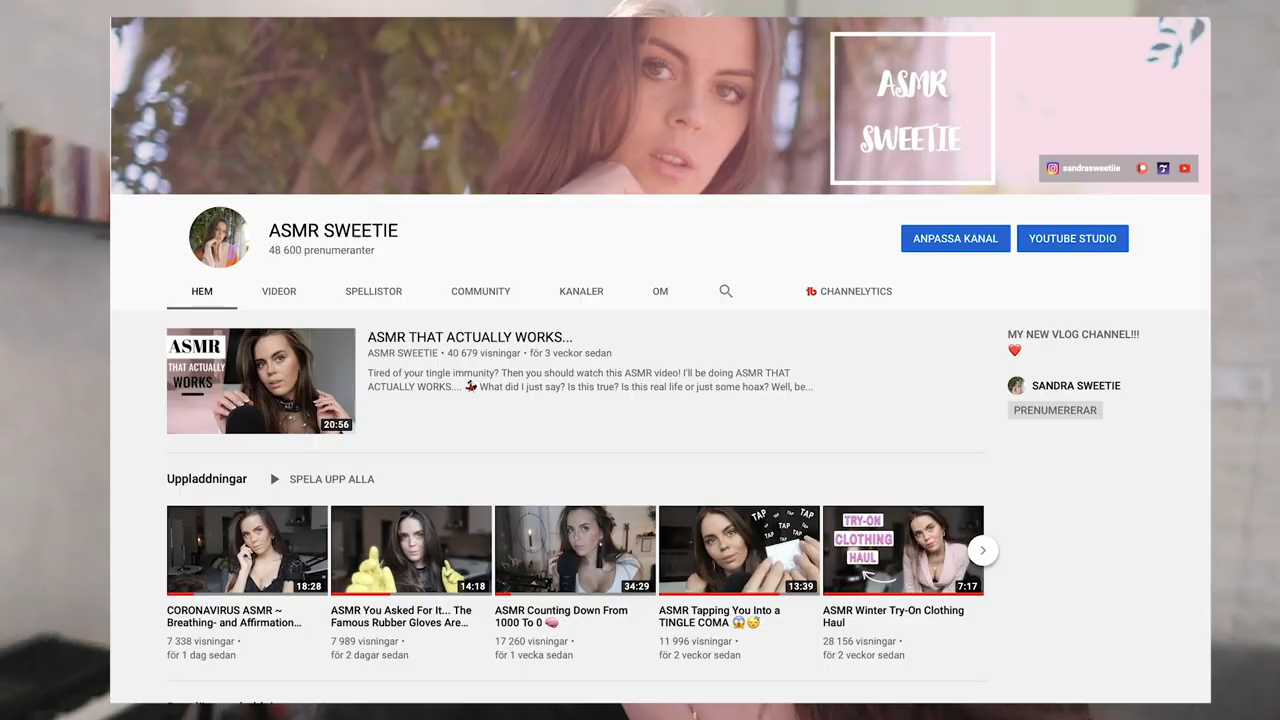 ASMR
SWEETIE
sandrasweetiie
ASMR SWEETIE
48 600 prenumeranter
ANPASSA KANAL
YOUTUBE STUDIO
HEM
VIDEOR
SPELLISTOR
COMMUNITY
KANALER
OM
CHANNELYTICS
ASMR
THAT ACTUALLY
WORKS
20:56
ASMR THAT ACTUALLY WORKS...
ASMR SWEETIE • 40 679 visningar • för 3 veckor sedan
Tired of your tingle immunity? Then you should watch this ASMR video! I'll be doing ASMR THAT
ACTUALLY WORKS.... 💃 What did I just say? Is this true? Is this real life or just some hoax? Well, be...
MY NEW VLOG CHANNEL!!!
❤️
SANDRA SWEETIE
PRENUMERERAR
Uppladdningar
SPELA UPP ALLA
18:28
CORONAVIRUS ASMR ~
Breathing- and Affirmation...
7 338 visningar •
för 1 dag sedan
14:18
ASMR You Asked For It... The
Famous Rubber Gloves Are...
7 989 visningar •
för 2 dagar sedan
34:29
ASMR Counting Down From
1000 To 0 🧠
17 260 visningar •
för 1 vecka sedan
TAP
TAP
TAP
TAP
TAP
13:39
ASMR Tapping You Into a
TINGLE COMA 😱😴
11 996 visningar •
för 2 veckor sedan
TRY-ON
CLOTHING
HAUL
7:17
ASMR Winter Try-On Clothing
Haul
28 156 visningar •
för 2 veckor sedan